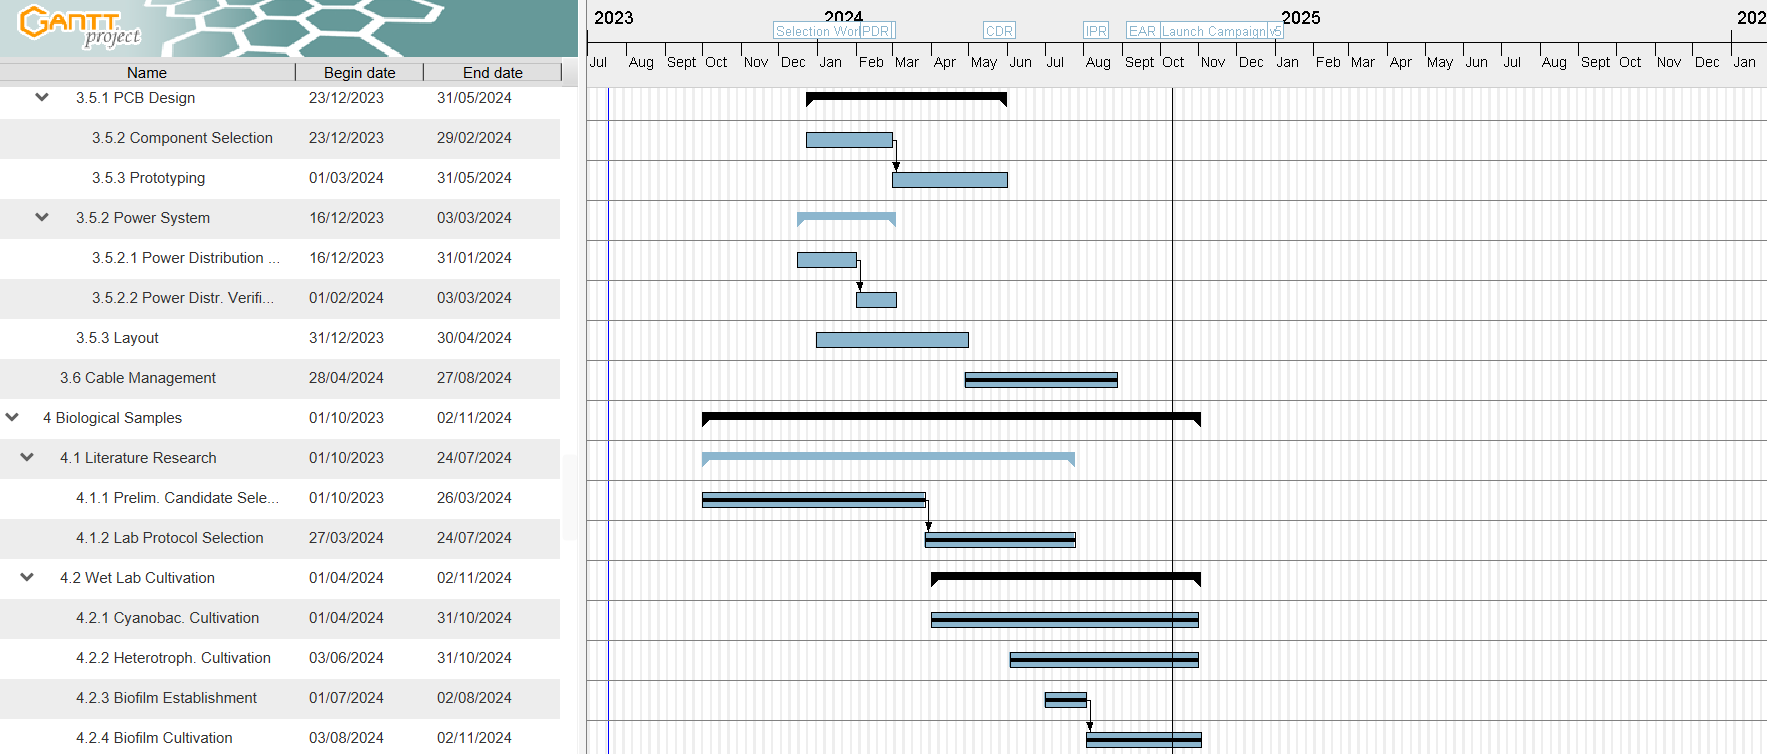 GANTT
project
2023 2024 2025
Selection PDR CDR IPR EAR Launch Campaign v5
Name Begin date End date
Jul Aug Sept Oct Nov Dec Jan Feb Mar Apr May Jun Jul Aug Sept Oct Nov Dec Jan Feb Mar Apr May Jun Jul Aug Sept Oct Nov Dec Jan
3.5.1 PCB Design 23/12/2023 31/05/2024
3.5.2 Component Selection 23/12/2023 29/02/2024
3.5.3 Prototyping 01/03/2024 31/05/2024
3.5.2 Power System 16/12/2023 03/03/2024
3.5.2.1 Power Distribution ... 16/12/2023 31/01/2024
3.5.2.2 Power Distr. Verifi... 01/02/2024 03/03/2024
3.5.3 Layout 31/12/2023 30/04/2024
3.6 Cable Management 28/04/2024 27/08/2024
4 Biological Samples 01/10/2023 02/11/2024
4.1 Literature Research 01/10/2023 24/07/2024
4.1.1 Prelim. Candidate Sele... 01/10/2023 26/03/2024
4.1.2 Lab Protocol Selection 27/03/2024 24/07/2024
4.2 Wet Lab Cultivation 01/04/2024 02/11/2024
4.2.1 Cyanobac. Cultivation 01/04/2024 31/10/2024
4.2.2 Heterotroph. Cultivation 03/06/2024 31/10/2024
4.2.3 Biofilm Establishment 01/07/2024 02/08/2024
4.2.4 Biofilm Cultivation 03/08/2024 02/11/2024